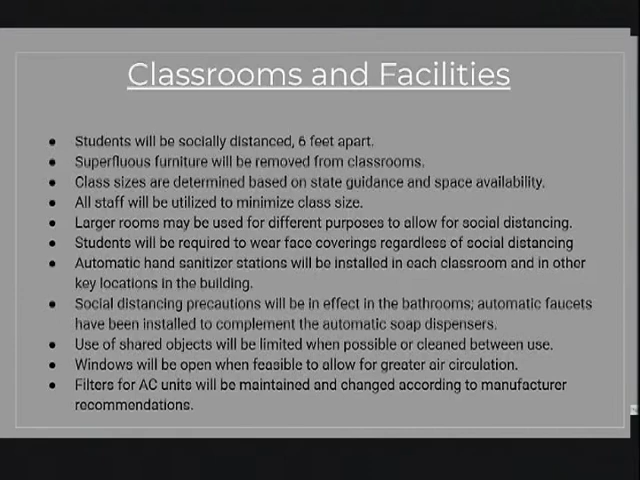 Classrooms and Facilities
● Students will be socially distanced, 6 feet apart.
● Superfluous furniture will be removed from classrooms.
● Class sizes are determined based on state guidance and space availability.
● All staff will be utilized to minimize class size.
● Larger rooms may be used for different purposes to allow for social distancing.
● Students will be required to wear face coverings regardless of social distancing
● Automatic hand sanitizer stations will be installed in each classroom and in other
key locations in the building.
● Social distancing precautions will be in effect in the bathrooms; automatic faucets
have been installed to complement the automatic soap dispensers.
● Use of shared objects will be limited when possible or cleaned between use.
● Windows will be open when feasible to allow for greater air circulation.
● Filters for AC units will be maintained and changed according to manufacturer
recommendations.